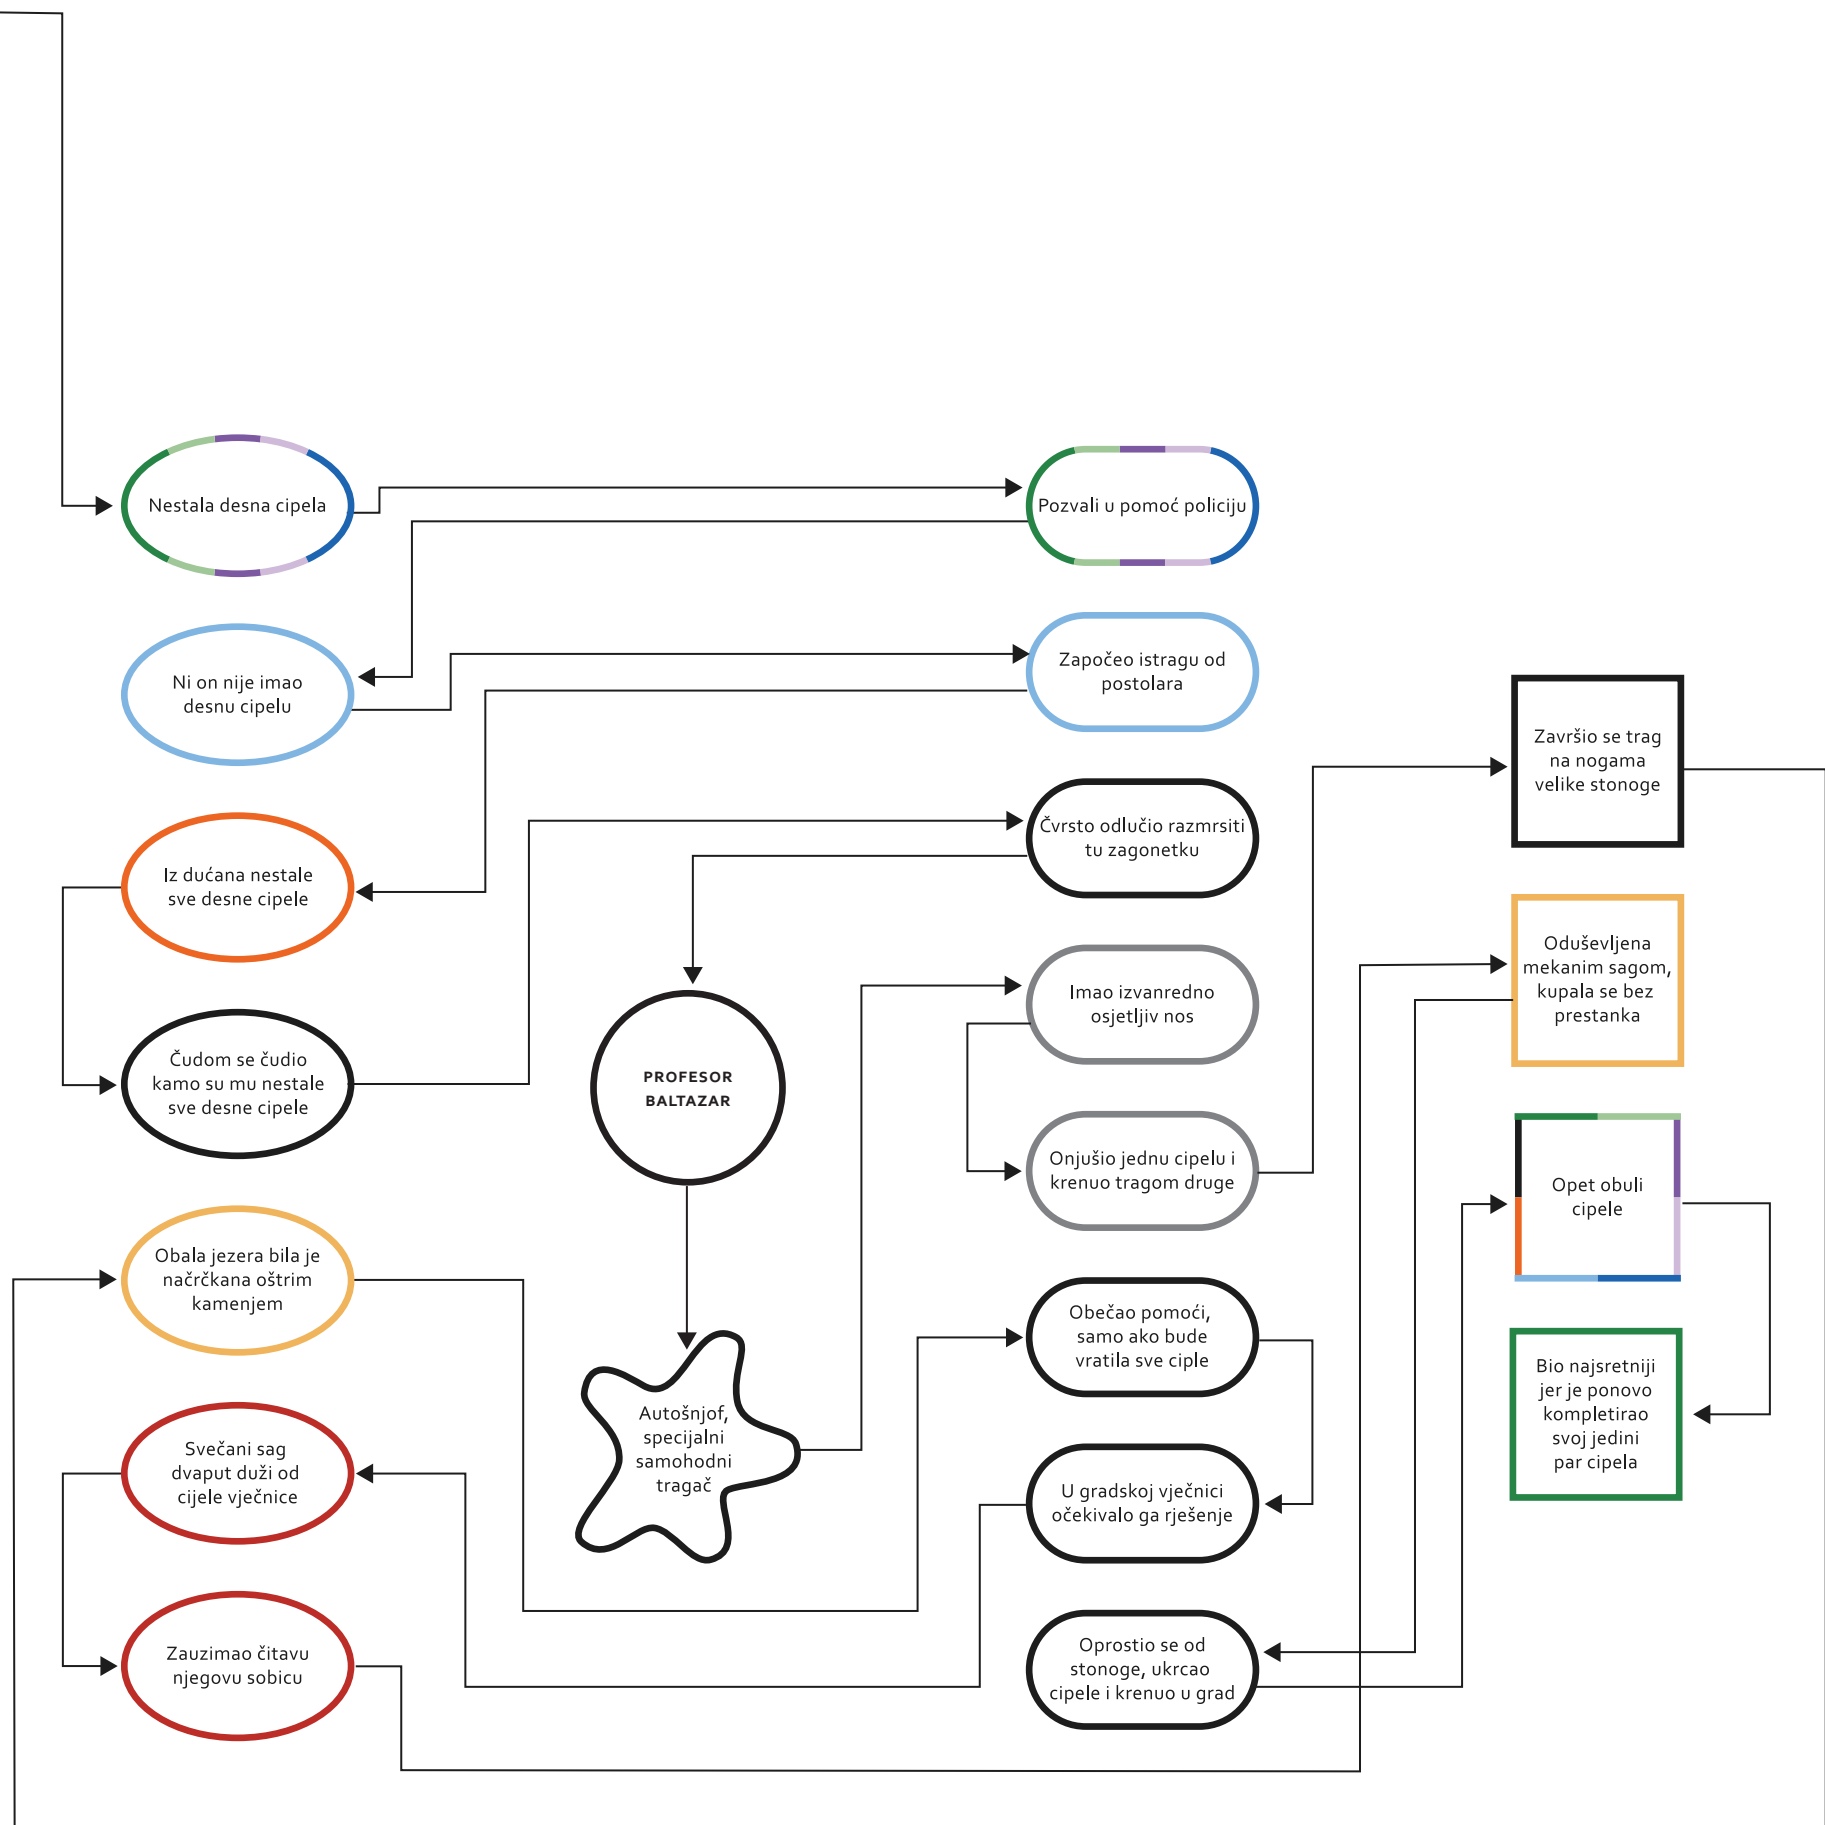 Nestala desna cipela
Pozvali u pomoć policiju
Ni on nije imao
desnu cipelu
Započeo istragu od
postolara
Iz dućana nestale
sve desne cipele
Čudom se čudio
kamo su mu nestale
sve desne cipele
Čvrsto odlučio razmrsiti
tu zagonetku
PROFESOR
BALTAZAR
Autošnjof,
specijalni
samohodni
tragač
Imao izvanredno
osjetljiv nos
Onjušio jednu cipelu i
krenuo tragom druge
Završio se trag
na nogama
velike stonoge
Obala jezera bila je
načrčkana oštrim
kamenjem
Obečao pomoći,
samo ako bude
vratila sve ciple
U gradskoj vječnici
očekivalo ga rješenje
Svečani sag
dvaput duži od
cijele vječnice
Zauzimao čitavu
njegovu sobicu
Oduševljena
mekanim sagom,
kupala se bez
prestanka
Oprostio se od
stonoge, ukrcao
cipele i krenuo u grad
Opet obuli
cipele
Bio najsretniji
jer je ponovo
kompletirao
svoj jedini
par cipela